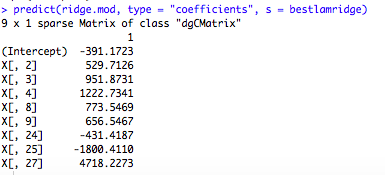 > predict(ridge.mod, type = "coefficients", s = bestlamridge)
9 x 1 sparse Matrix of class "dgCMatrix"
1
(Intercept) -391.1723
X[, 2] 529.7126
X[, 3] 951.8731
X[, 4] 1222.7341
X[, 8] 773.5469
X[, 9] 656.5467
X[, 24] -431.4187
X[, 25] -1800.4110
X[, 27] 4718.2273